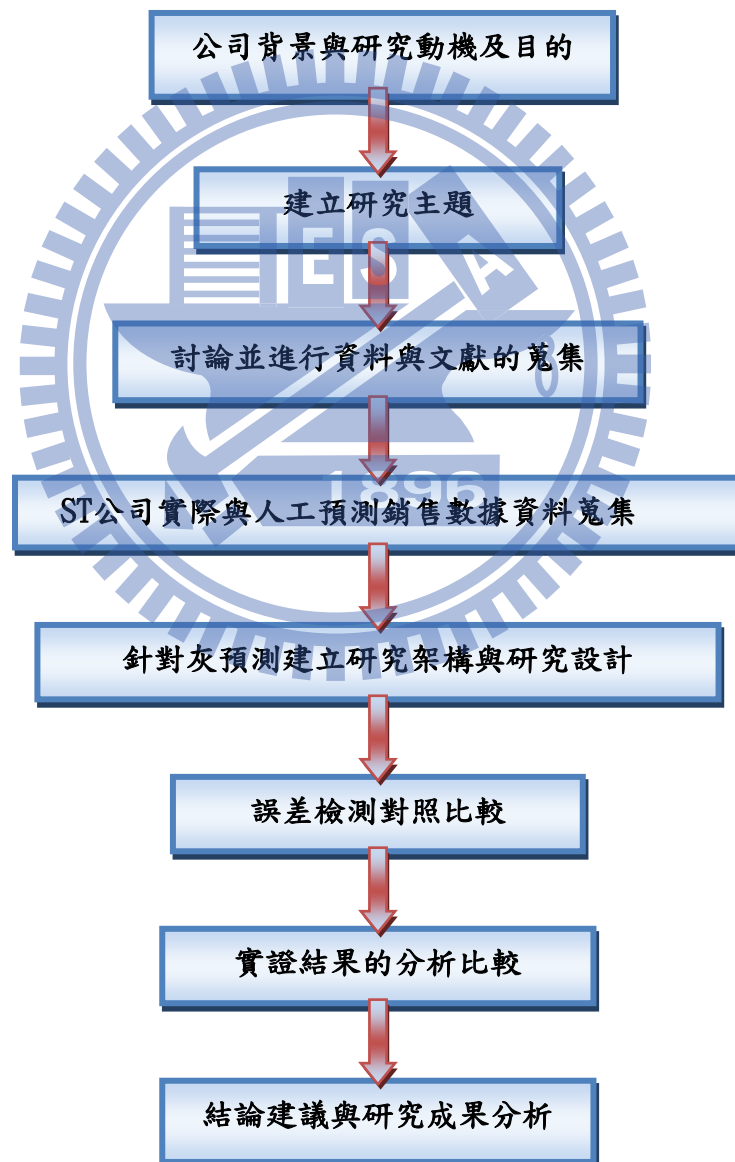 公司背景與研究動機及目的
建立研究主題
E S A
討論並進行資料與文獻的蒐集
1896
ST公司實際與人工預測銷售數據資料蒐集
針對灰預測建立研究架構與研究設計
誤差檢測對照比較
實證結果的分析比較
結論建議與研究成果分析